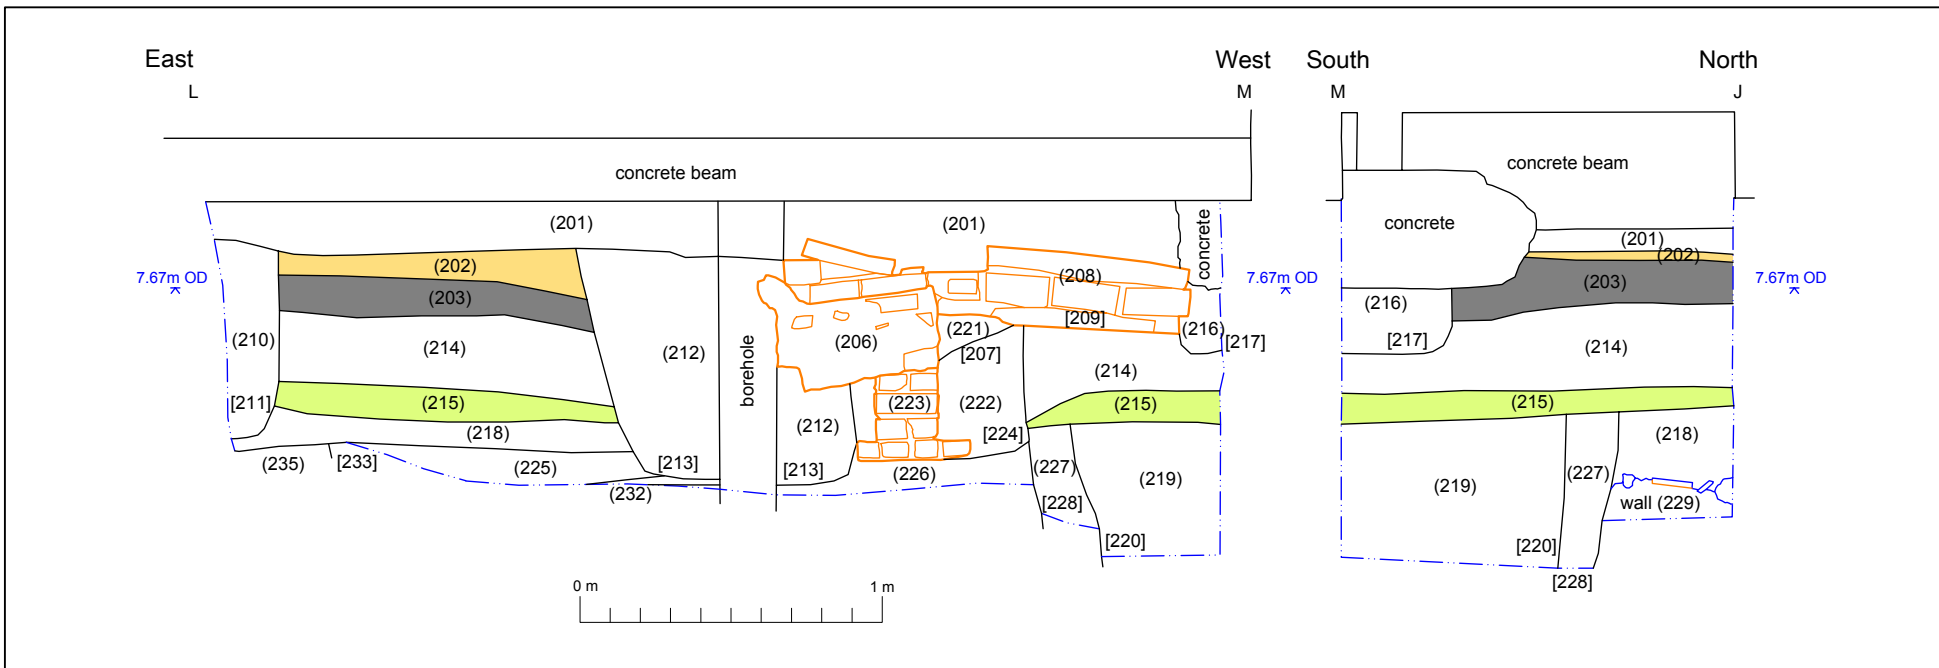 East
West
South
North
L
M
M
J
concrete beam
concrete beam
(201)
(201)
concrete
concrete
(201)
(202)
(202)
(203)
(203)
7.67m OD
7.67m OD
7.67m OD
(208)
[209]
(216)
[217]
(216)
[217]
(210)
(214)
(212)
borehole
(206)
(221)
[207]
(214)
(214)
[211]
(215)
(223)
(222)
(215)
(215)
(218)
(212)
[224]
(218)
(235)
[233]
(225)
[213]
[213]
(226)
(227)
(219)
(219)
(227)
(232)
[228]
wall (229)
[220]
[220]
[228]
0 m
1 m